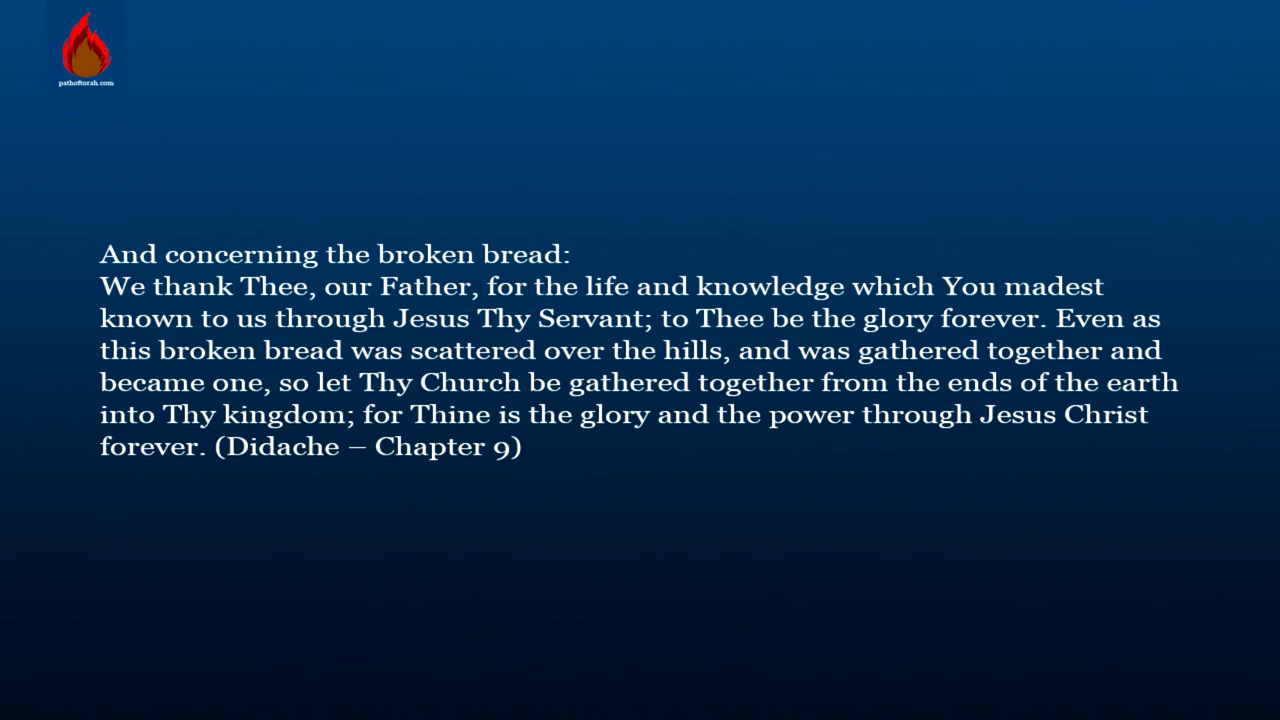 pathoftorah.com
And concerning the broken bread:
We thank Thee, our Father, for the life and knowledge which You madest
known to us through Jesus Thy Servant; to Thee be the glory forever. Even as
this broken bread was scattered over the hills, and was gathered together and
became one, so let Thy Church be gathered together from the ends of the earth
into Thy kingdom; for Thine is the glory and the power through Jesus Christ
forever. (Didache – Chapter 9)